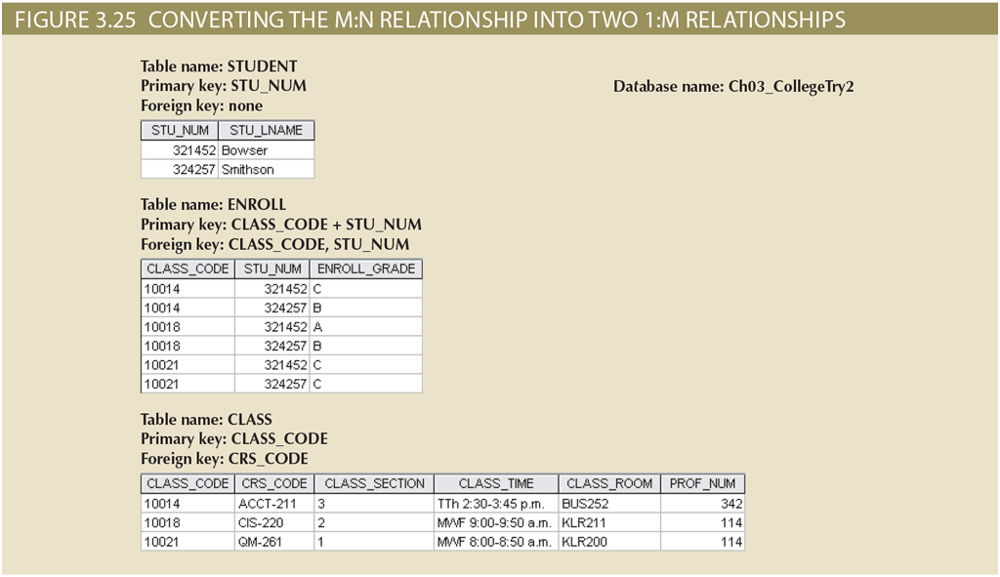 FIGURE 3.25 CONVERTING THE M:N RELATIONSHIP INTO TWO 1:M RELATIONSHIPS
Table name: STUDENT
Primary key: STU_NUM
Foreign key: none
Database name: Ch03_CollegeTry2
STU_NUM STU_LNAME
321452 Bowser
324257 Smithson
Table name: ENROLL
Primary key: CLASS_CODE + STU_NUM
Foreign key: CLASS_CODE, STU_NUM
CLASS_CODE STU_NUM ENROLL_GRADE
10014 321452 C
10014 324257 B
10018 321452 A
10018 324257 B
10021 321452 C
10021 324257 C
Table name: CLASS
Primary key: CLASS_CODE
Foreign key: CRS_CODE
CLASS_CODE CRS_CODE CLASS_SECTION CLASS_TIME CLASS_ROOM PROF_NUM
10014 ACCT-211 3 TTh 2:30-3:45 p.m. BUS252 342
10018 CIS-220 2 MWF 9:00-9:50 a.m. KLR211 114
10021 QM-261 1 MWF 8:00-8:50 a.m. KLR200 114